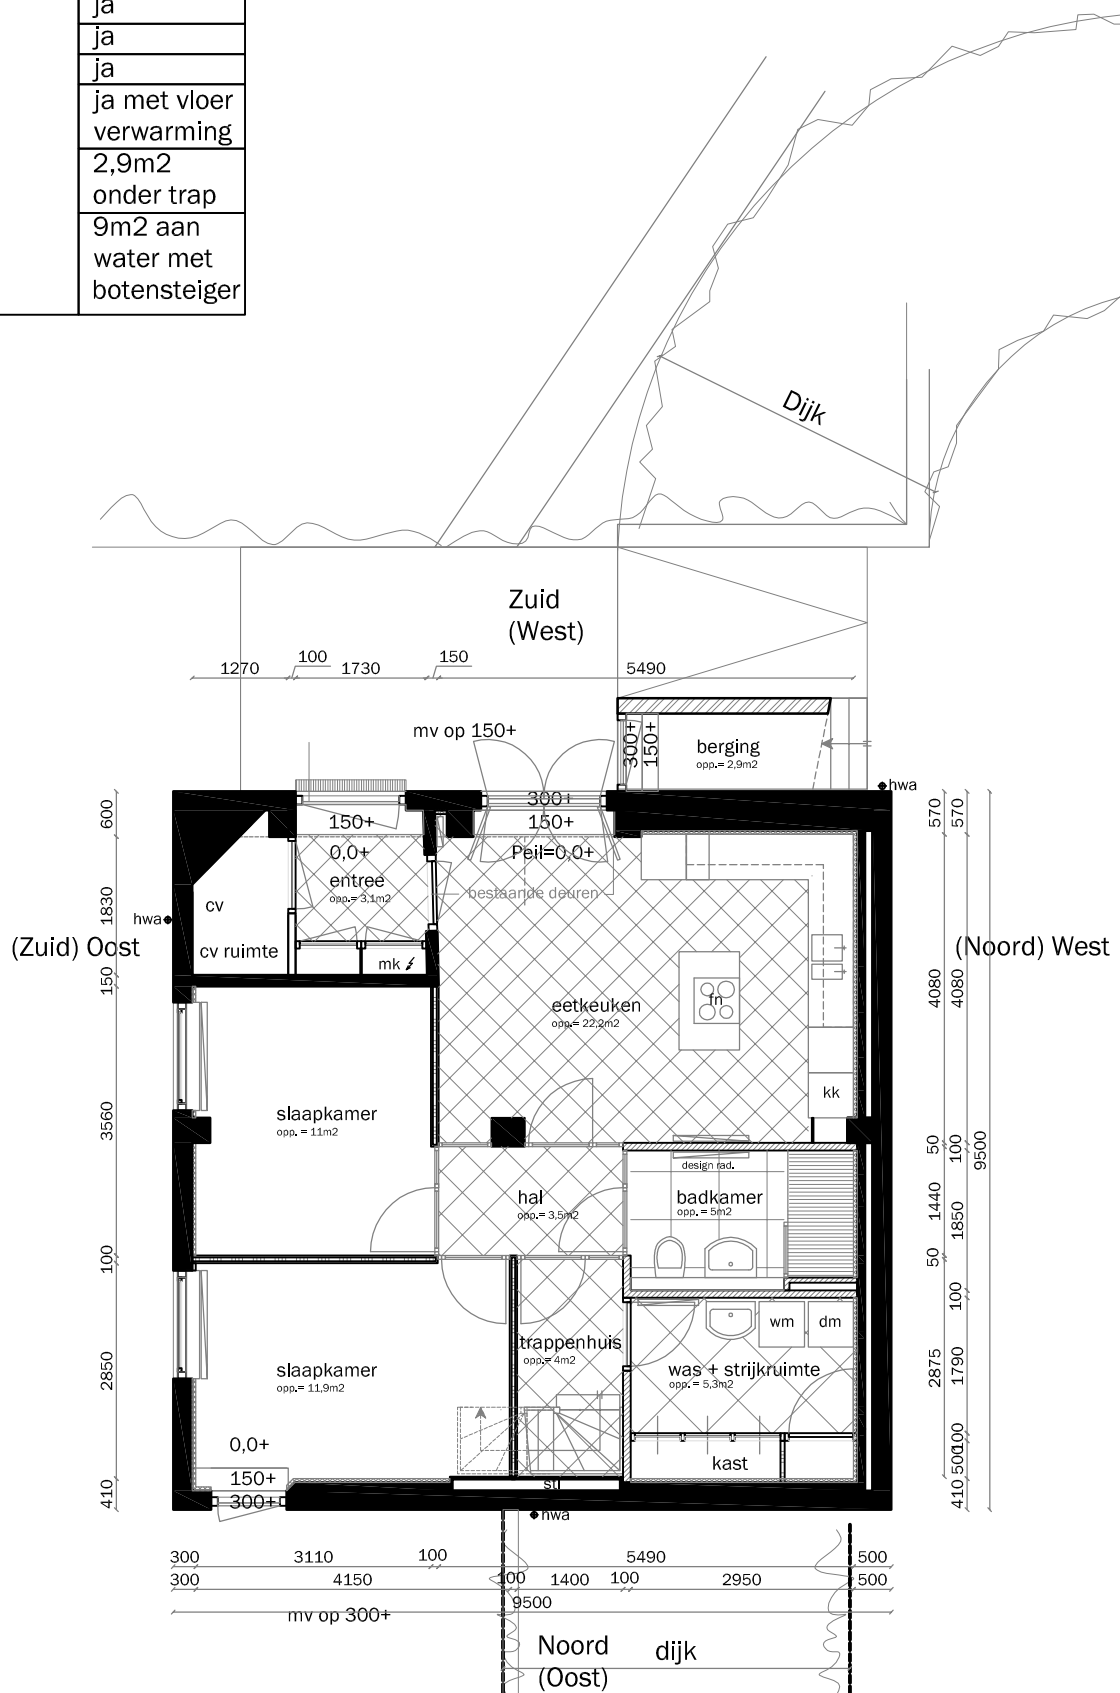 ja
ja
ja
ja met vloer
verwarming
2,9m2
onder trap
9m2 aan
water met
botensteiger
Dijk
Zuid
(West)
1270
100
1730
150
5490
mv op 150+
300+
150+
berging
opp.= 2,9m2
hwa
600
570
570
300+
150+
150+
0,0+
Peil=0,0+
entree
opp.= 3,1m2
bestaande deuren
1830
cv
hwa
(Zuid) Oost
cv ruimte
mk
(Noord) West
150
4080
4080
eetkeuken
opp.= 22,2m2
fn
kk
3560
slaapkamer
opp. = 11m2
50
100
9500
design rad.
hal
opp.= 3,5m2
badkamer
opp.= 5m2
1440
1850
100
50
100
wm
dm
trappenhuis
opp.= 4m2
slaapkamer
opp.= 11,9m2
was + strijkruimte
opp.= 5,3m2
2850
2875
1790
0,0+
100
kast
500
150+
300+
410
410
st
hwa
300
3110
100
5490
500
300
4150
100
1400
100
2950
500
9500
mv op 300+
Noord
(Oost)
dijk